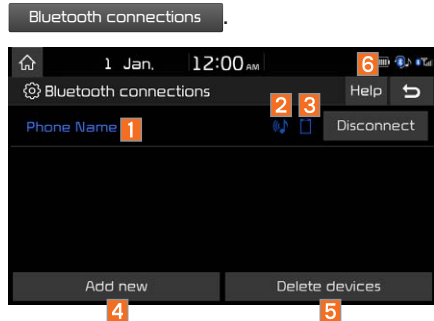 Bluetooth connections .
1 Jan. 12:00 AM 6
Bluetooth connections Help
2 3
Phone Name 1 Disconnect
Add new Delete devices
4 5